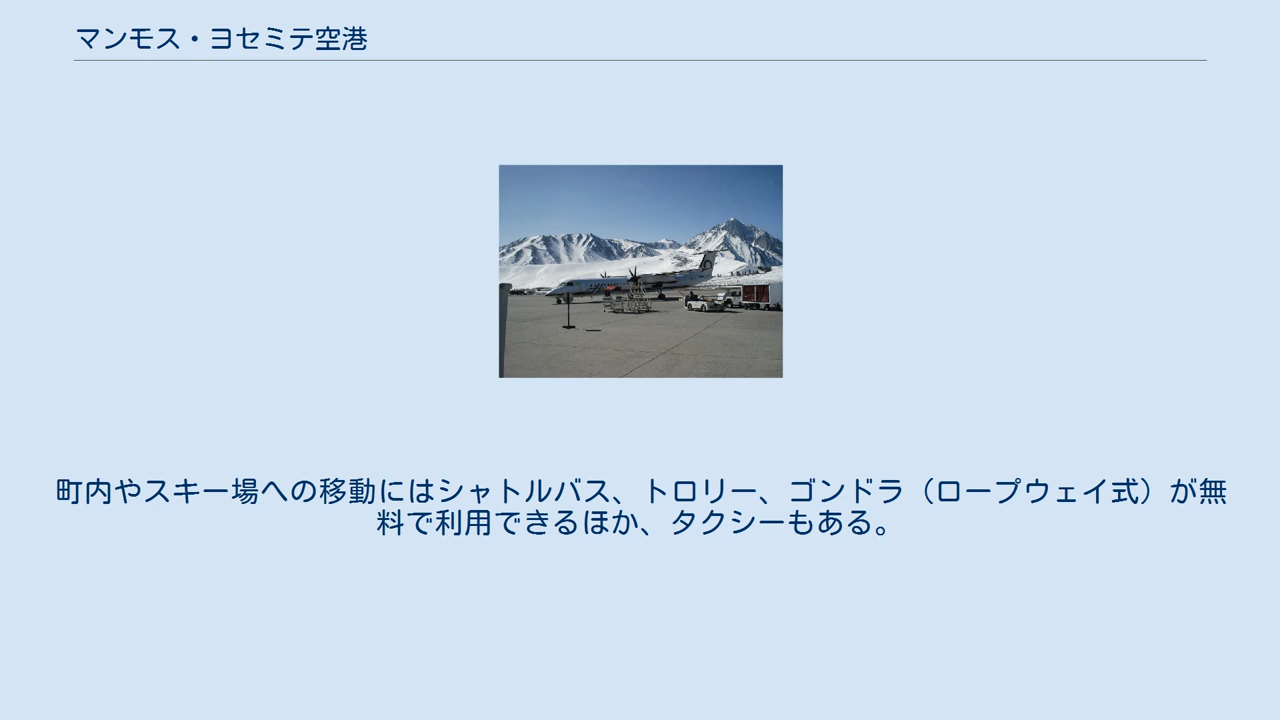 マンモス・ヨセミテ空港
町内やスキー場への移動にはシャトルバス、トロリー、ゴンドラ（ロープウェイ式）が無
料で利用できるほか、タクシーもある。